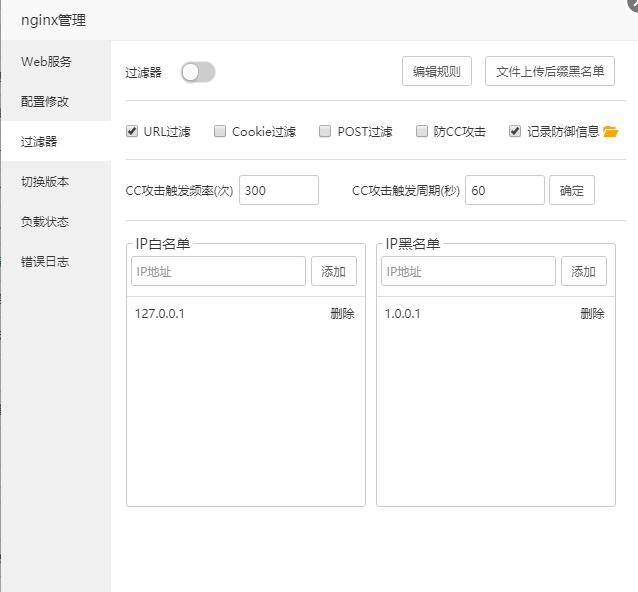 nginx管理
Web服务
配置修改
过滤器
切换版本
负载状态
错误日志
过滤器 编辑规则 文件上传后缀黑名单
URL过滤 Cookie过滤 POST过滤 防CC攻击 记录防御信息
CC攻击触发频率(次) 300 CC攻击触发周期(秒) 60 确定
IP白名单
IP地址 添加
127.0.0.1 删除
IP黑名单
IP地址 添加
1.0.0.1 删除